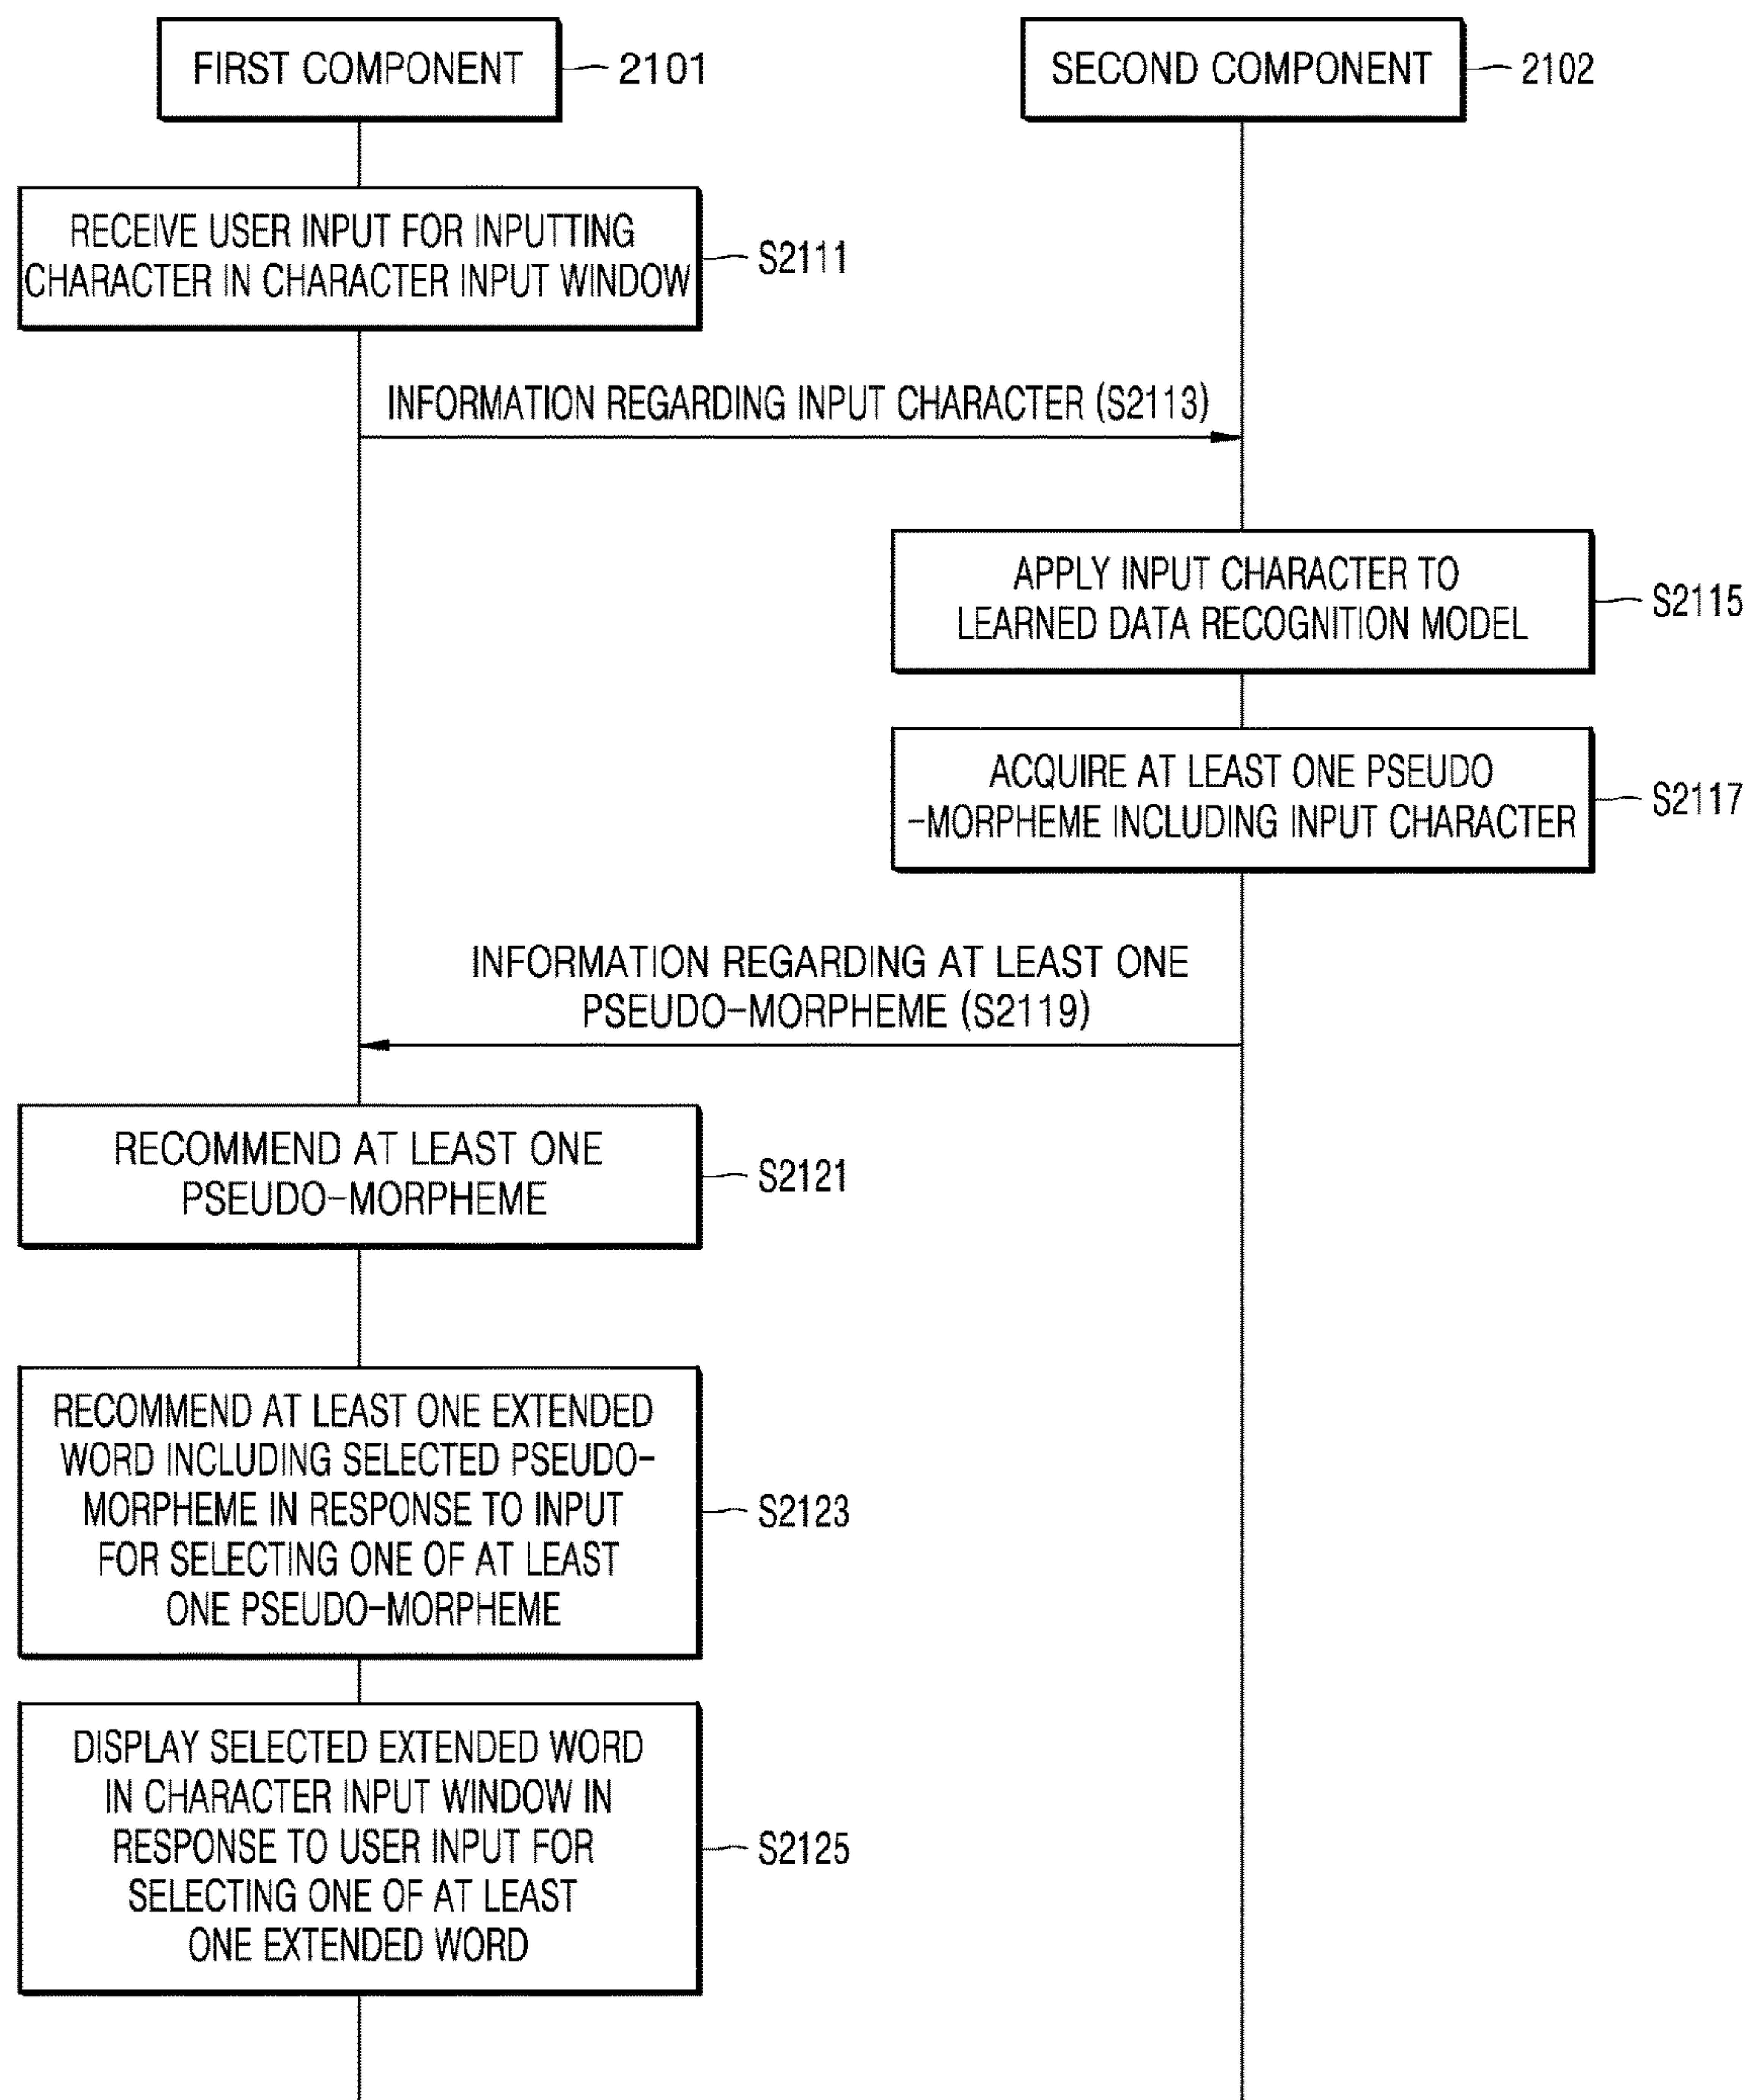 FIRST COMPONENT
2101
SECOND COMPONENT
2102
RECEIVE USER INPUT FOR INPUTTING
CHARACTER IN CHARACTER INPUT WINDOW
S2111
INFORMATION REGARDING INPUT CHARACTER (S2113)
APPLY INPUT CHARACTER TO
LEARNED DATA RECOGNITION MODEL
S2115
ACQUIRE AT LEAST ONE PSEUDO
-MORPHEME INCLUDING INPUT CHARACTER
S2117
INFORMATION REGARDING AT LEAST ONE
PSEUDO-MORPHEME (S2119)
RECOMMEND AT LEAST ONE
PSEUDO-MORPHEME
S2121
RECOMMEND AT LEAST ONE EXTENDED
WORD INCLUDING SELECTED PSEUDO-
MORPHEME IN RESPONSE TO INPUT
FOR SELECTING ONE OF AT LEAST
ONE PSEUDO-MORPHEME
S2123
DISPLAY SELECTED EXTENDED WORD
IN CHARACTER INPUT WINDOW IN
RESPONSE TO USER INPUT FOR
SELECTING ONE OF AT LEAST
ONE EXTENDED WORD
S2125